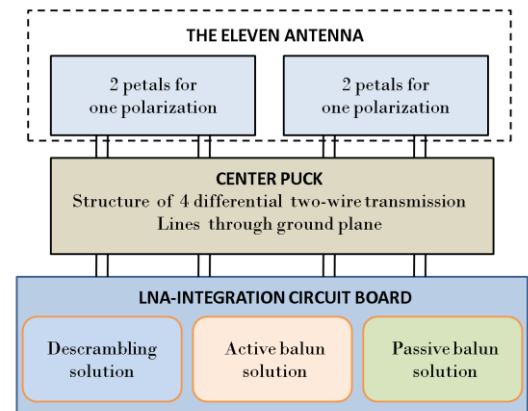 THE ELEVEN ANTENNA
2 petals for
one polarization
2 petals for
one polarization
CENTER PUCK
Structure of 4 differential two-wire transmission
Lines through ground plane
LNA-INTEGRATION CIRCUIT BOARD
Descrambling
solution
Active balun
solution
Passive balun
solution